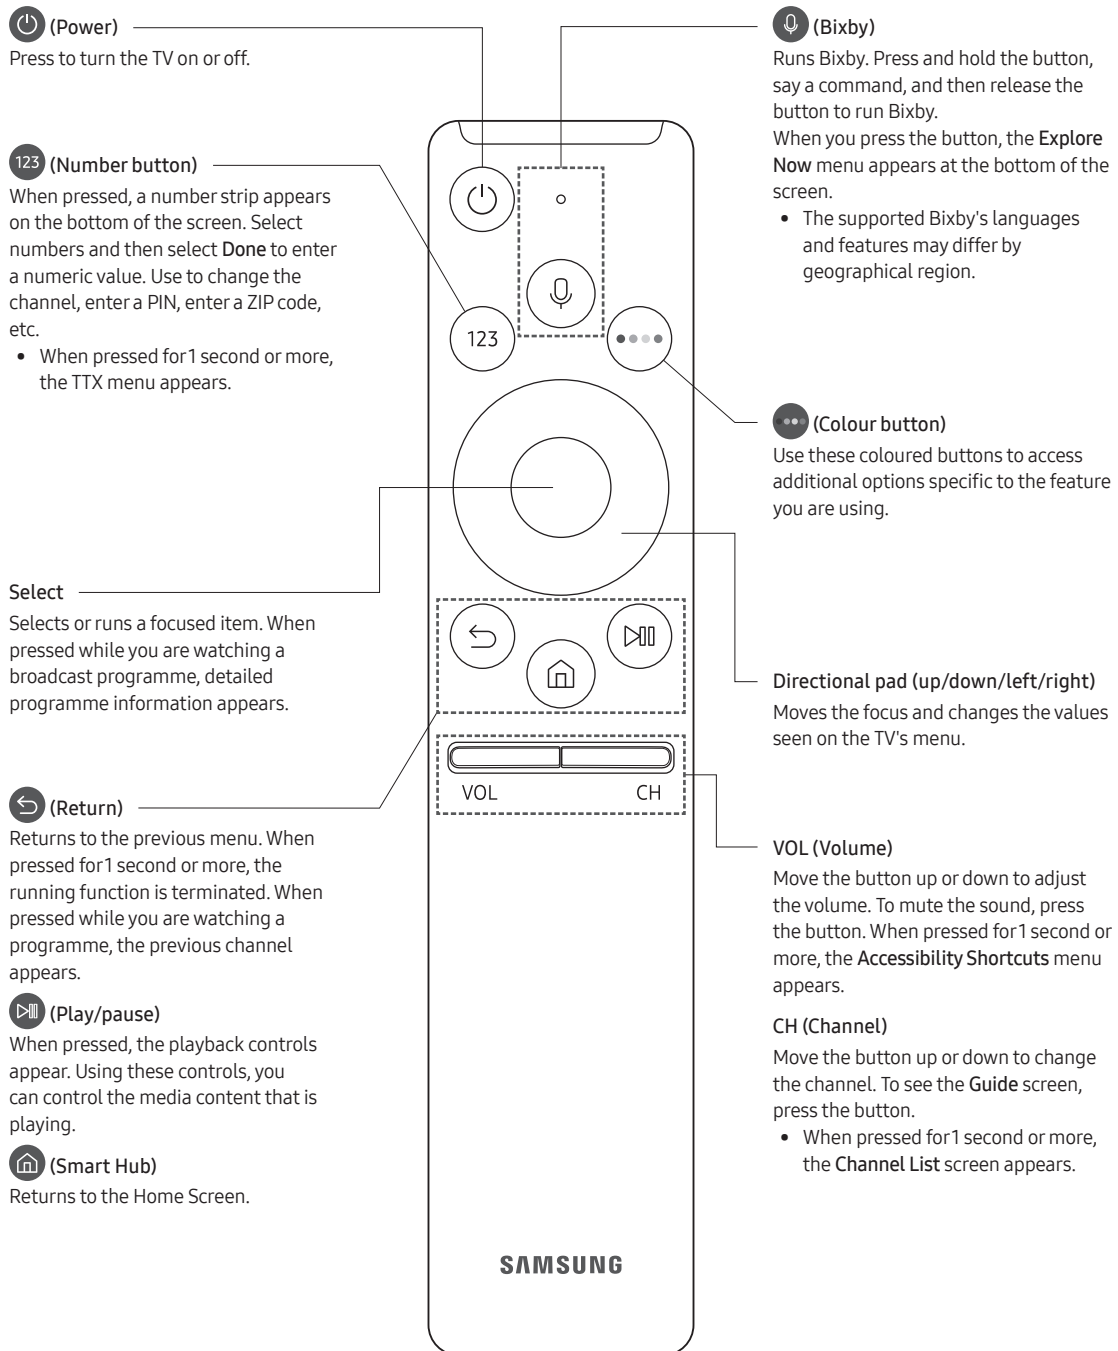 (Power)
Press to turn the TV on or off.
123 (Number button)
When pressed, a number strip appears
on the bottom of the screen. Select
numbers and then select Done to enter
a numeric value. Use to change the
channel, enter a PIN, enter a ZIP code,
etc.
• When pressed for 1 second or more,
the TTX menu appears.
Select
Selects or runs a focused item. When
pressed while you are watching a
broadcast programme, detailed
programme information appears.
(Return)
Returns to the previous menu. When
pressed for 1 second or more, the
running function is terminated. When
pressed while you are watching a
programme, the previous channel
appears.
(Play/pause)
When pressed, the playback controls
appear. Using these controls, you
can control the media content that is
playing.
(Smart Hub)
Returns to the Home Screen.
123
VOL CH
SAMSUNG
(Bixby)
Runs Bixby. Press and hold the button,
say a command, and then release the
button to run Bixby.
When you press the button, the Explore
Now menu appears at the bottom of the
screen.
• The supported Bixby's languages
and features may differ by
geographical region.
(Colour button)
Use these coloured buttons to access
additional options specific to the feature
you are using.
Directional pad (up/down/left/right)
Moves the focus and changes the values
seen on the TV's menu.
VOL (Volume)
Move the button up or down to adjust
the volume. To mute the sound, press
the button. When pressed for 1 second or
more, the Accessibility Shortcuts menu
appears.
CH (Channel)
Move the button up or down to change
the channel. To see the Guide screen,
press the button.
• When pressed for 1 second or more,
the Channel List screen appears.